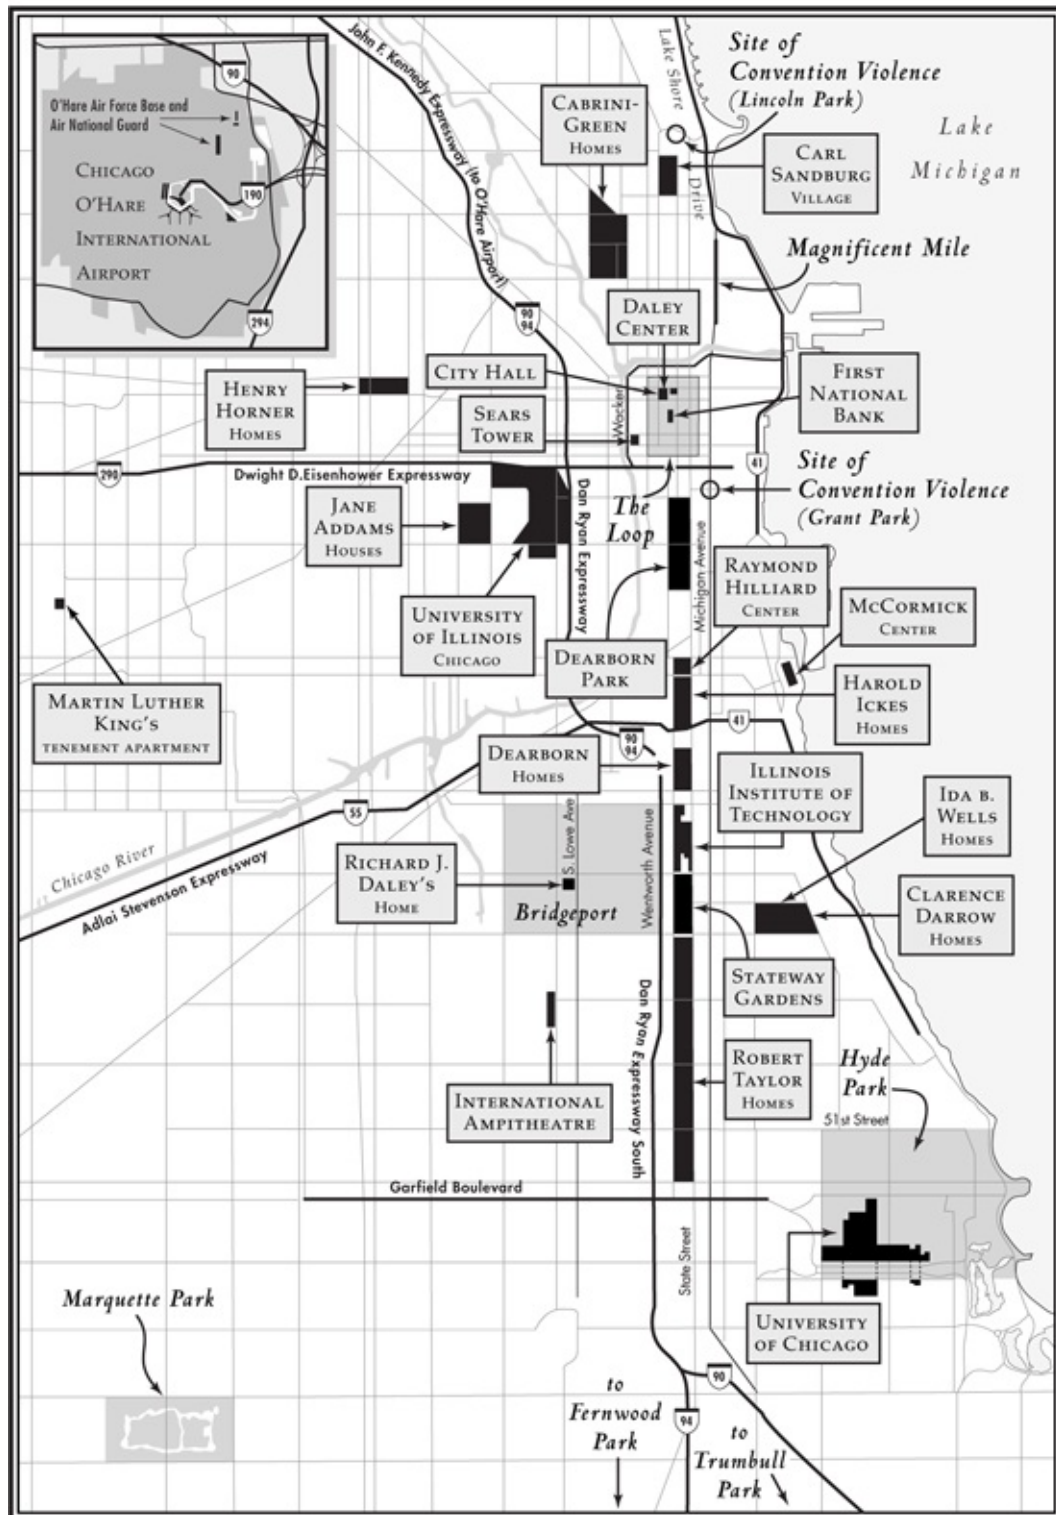 90
O'Hare Air Force Base and
Air National Guard
CHICAGO
O'HARE
INTERNATIONAL
AIRPORT
190
294
John F. Kennedy Expressway (to O'Hare Airport)
Lake Shore
Drive
Site of
Convention Violence
(Lincoln Park)
Lake
Michigan
CABRINI-
GREEN
HOMES
CARL
SANDBURG
VILLAGE
Magnificent Mile
90
94
DALEY
CENTER
CITY HALL
FIRST
NATIONAL
BANK
HENRY
HORNER
HOMES
SEARS
TOWER
Wacker
290
Dwight D.Eisenhower Expressway
41
Site of
Convention Violence
(Grant Park)
The
Loop
JANE
ADDAMS
HOUSES
Dan Ryan Expressway
Michigan Avenue
UNIVERSITY
OF ILLINOIS
CHICAGO
RAYMOND
HILLIARD
CENTER
MCCORMICK
CENTER
DEARBORN
PARK
MARTIN LUTHER
KING'S
TENEMENT APARTMENT
HAROLD
ICKES
HOMES
41
90
94
DEARBORN
HOMES
ILLINOIS
INSTITUTE OF
TECHNOLOGY
IDA B.
WELLS
HOMES
55
Chicago River
Adlai Stevenson Expressway
S. Lowe Ave
Wentworth Avenue
RICHARD J.
DALEY'S
HOME
Bridgeport
CLARENCE
DARROW
HOMES
STATEWAY
GARDENS
Dan Ryan Expressway South
ROBERT
TAYLOR
HOMES
Hyde
Park
INTERNATIONAL
AMPITHEATRE
51st Street
Garfield Boulevard
State Street
Marquette Park
UNIVERSITY
OF CHICAGO
90
94
to
Fernwood
Park
to
Trumbull
Park